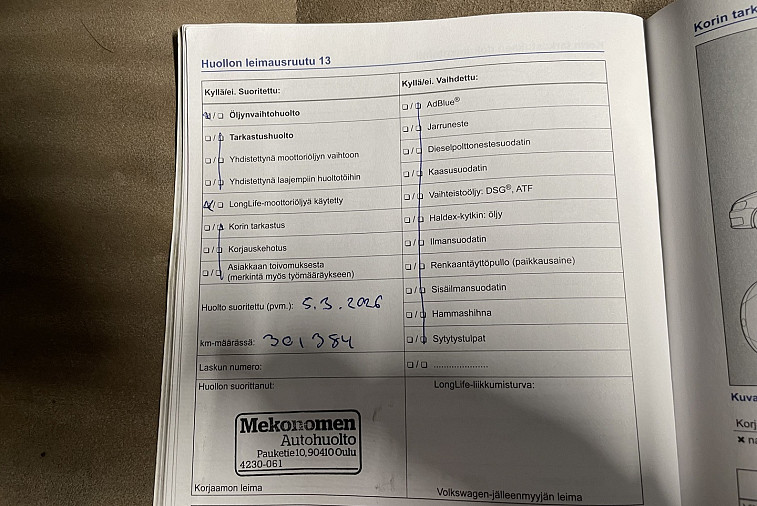 Huollon leimausruutu 13
Kyllä/ei. Suoritettu:
☒ / ☐ Öljynvaihtohuolto
☐ / ☐ Tarkastushuolto
☐ / ☐ Yhdistettynä moottoriöljyn vaihtoon
☐ / ☐ Yhdistettynä laajempiin huoltotöihin
☒ / ☐ LongLife-moottoriöljyä käytetty
☐ / ☐ Korin tarkastus
☐ / ☐ Korjauskehotus
☐ / ☐ Asiakkaan toivomuksesta
(merkintä myös työmääräykseen)
Huolto suoritettu (pvm.): 5.3.2026
km-määrässä: 301384
Laskun numero:
Huollon suorittanut:
Mekonomen
Autohuolto
Pauketie10,90410 Oulu
4230-061
Korjaamon leima
Kyllä/ei. Vaihdettu:
☐ / ☐ AdBlue®
☐ / ☐ Jarruneste
☐ / ☐ Dieselpolttonestesuodatin
☐ / ☐ Kaasusuodatin
☐ / ☐ Vaihteistoöljy: DSG®, ATF
☐ / ☐ Haldex-kytkin: öljy
☐ / ☐ Ilmansuodatin
☐ / ☐ Renkaantäyttöpullo (paikkausaine)
☐ / ☐ Sisäilmansuodatin
☐ / ☐ Hammashihna
☐ / ☐ Sytytystulpat
☐ / ☐ .....................
LongLife-liikkumisturva:
Volkswagen-jälleenmyyjän leima
Korin tark
Kuva
Korj
✖ na